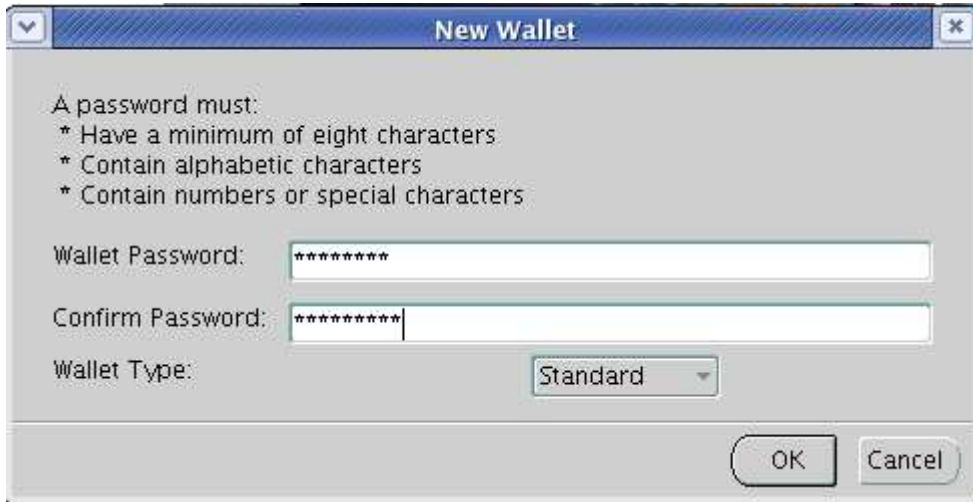 New Wallet
A password must:
* Have a minimum of eight characters
* Contain alphabetic characters
* Contain numbers or special characters
Wallet Password: ********
Confirm Password: *********
Wallet Type: Standard
OK Cancel